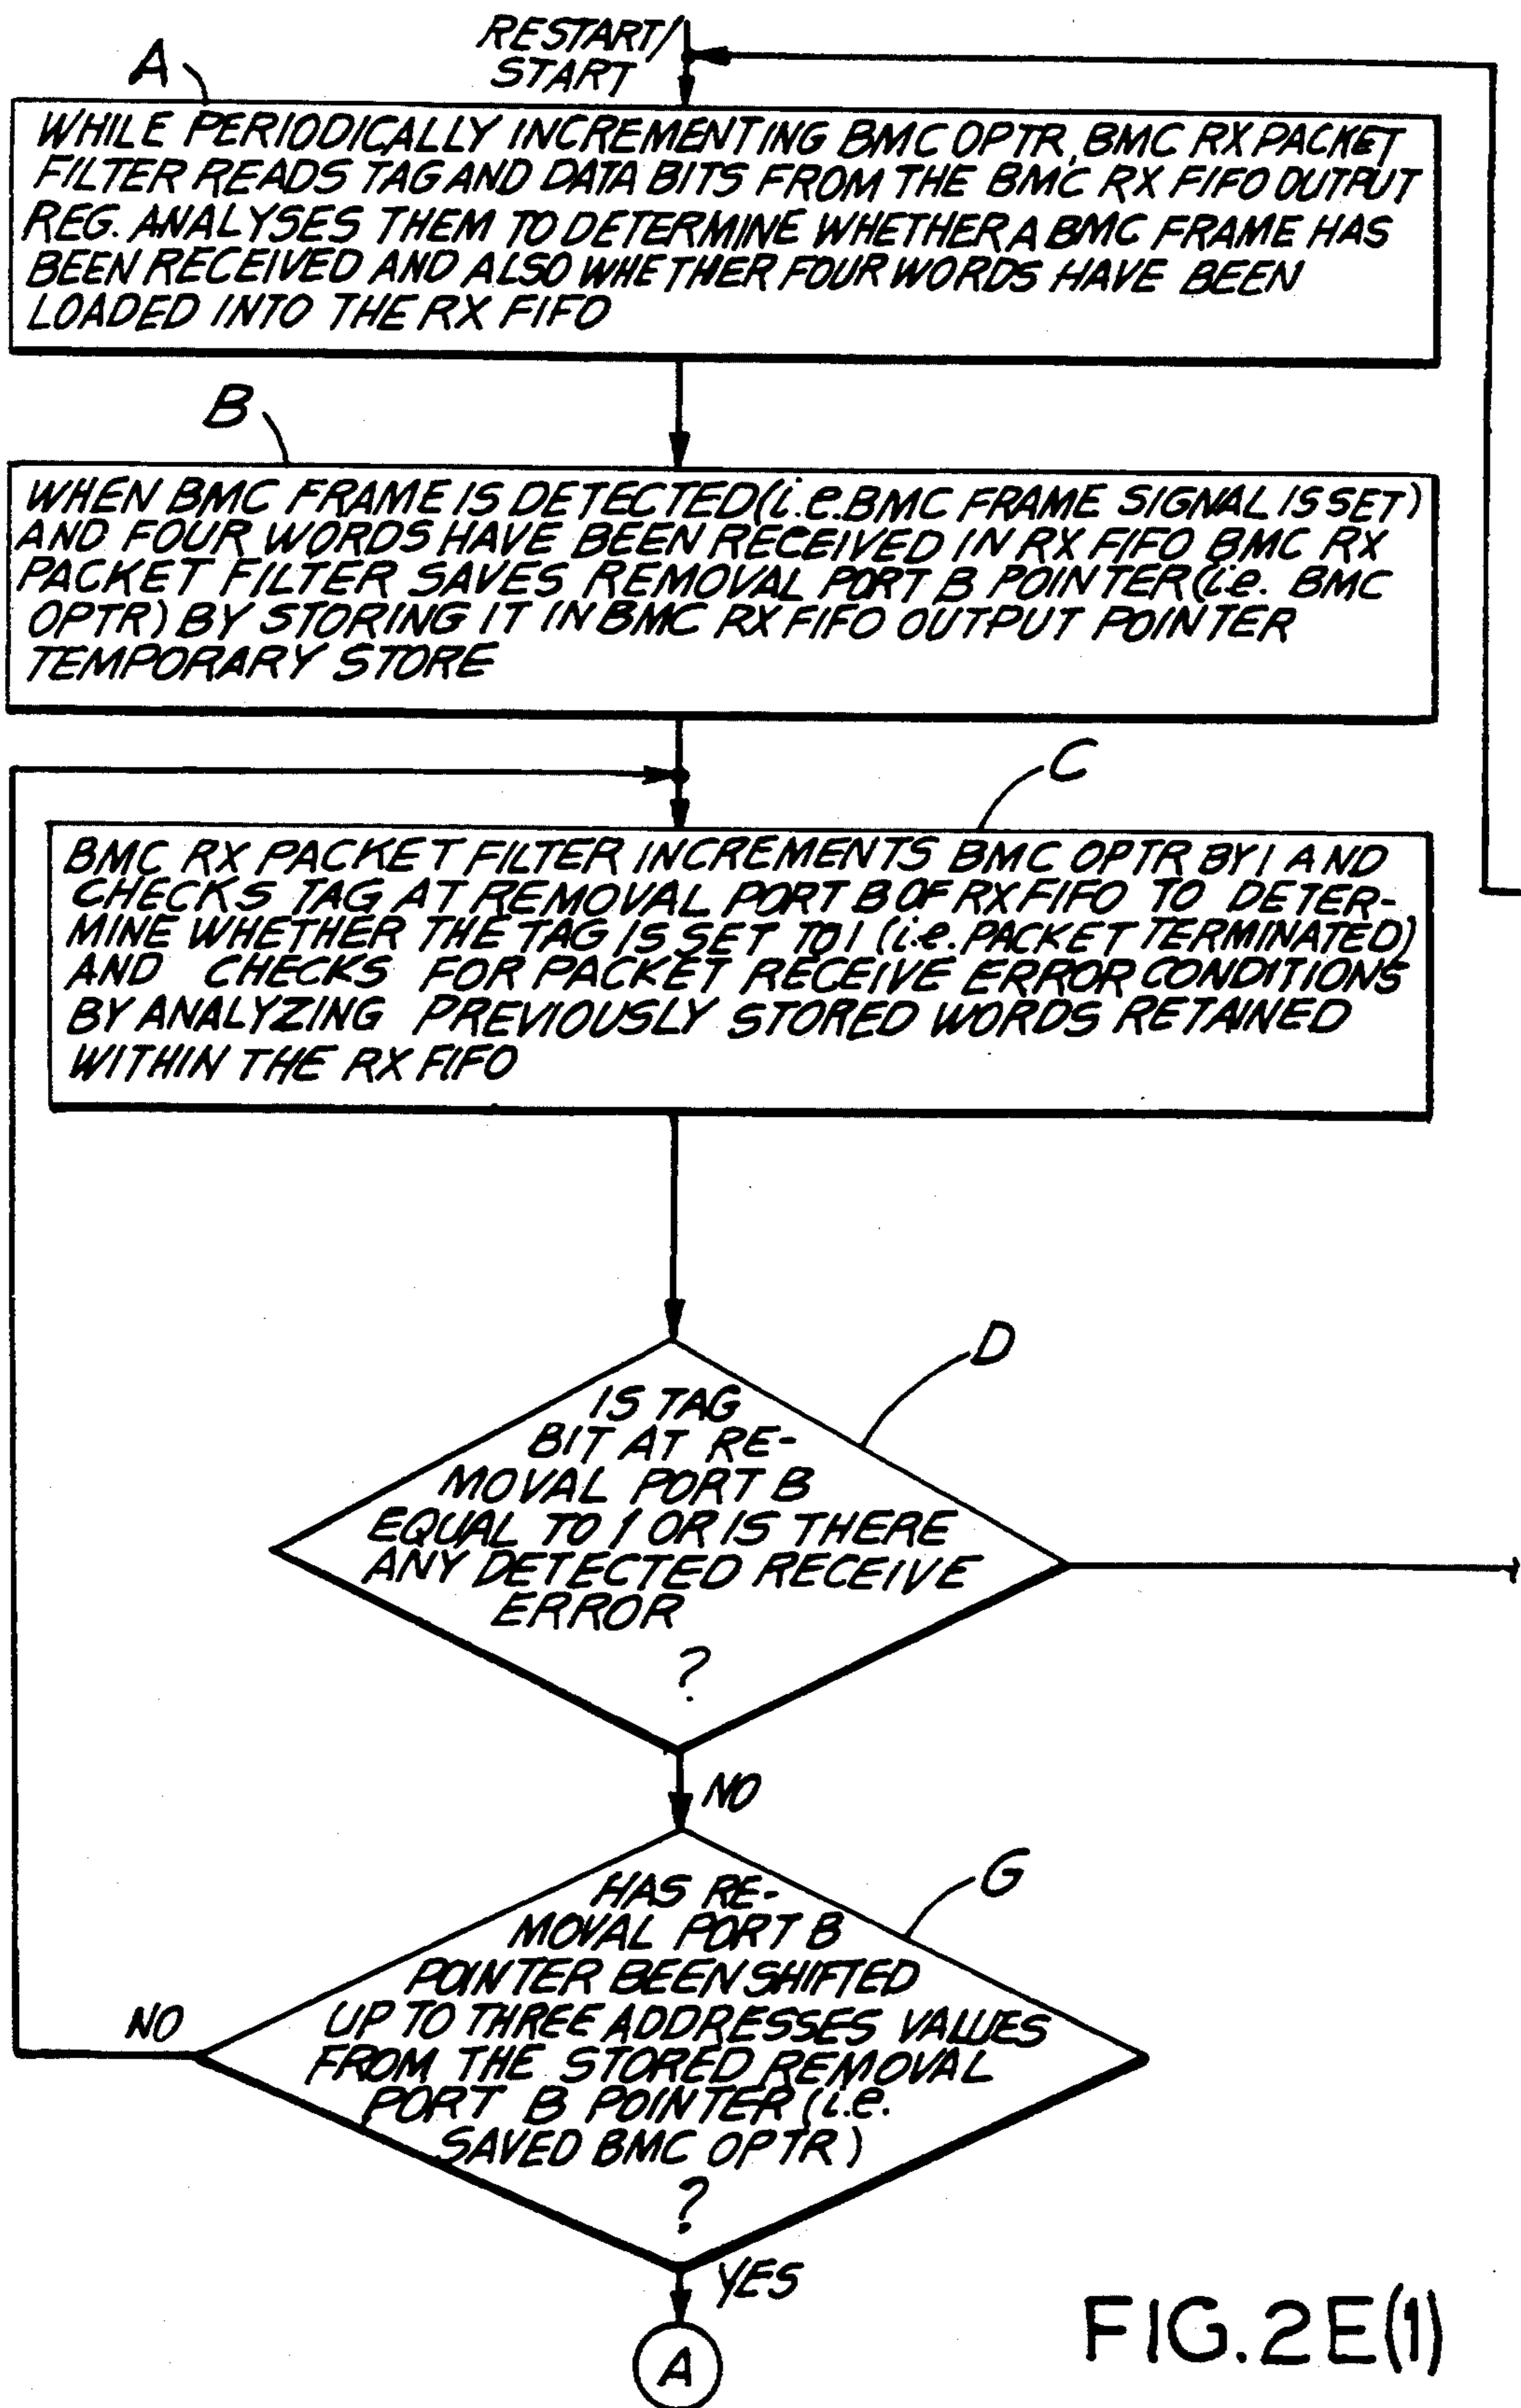 RESTART/
START
A
WHILE PERIODICALLY INCREMENTING BMC OPTR, BMC RX PACKET
FILTER READS TAG AND DATA BITS FROM THE BMC RX FIFO OUTPUT
REG. ANALYSES THEM TO DETERMINE WHETHER A BMC FRAME HAS
BEEN RECEIVED AND ALSO WHETHER FOUR WORDS HAVE BEEN
LOADED INTO THE RX FIFO
B
WHEN BMC FRAME IS DETECTED (i.e. BMC FRAME SIGNAL IS SET)
AND FOUR WORDS HAVE BEEN RECEIVED IN RX FIFO BMC RX
PACKET FILTER SAVES REMOVAL PORT B POINTER (i.e. BMC
OPTR) BY STORING IT IN BMC RX FIFO OUTPUT POINTER
TEMPORARY STORE
C
BMC RX PACKET FILTER INCREMENTS BMC OPTR BY 1 AND
CHECKS TAG AT REMOVAL PORT B OF RX FIFO TO DETER-
MINE WHETHER THE TAG IS SET TO 1 (i.e. PACKET TERMINATED)
AND CHECKS FOR PACKET RECEIVE ERROR CONDITIONS
BY ANALYZING PREVIOUSLY STORED WORDS RETAINED
WITHIN THE RX FIFO
D
IS TAG
BIT AT RE-
MOVAL PORT B
EQUAL TO 1 OR IS THERE
ANY DETECTED RECEIVE
ERROR
?
NO
G
HAS RE-
MOVAL PORT B
POINTER BEEN SHIFTED
UP TO THREE ADDRESSES VALUES
FROM THE STORED REMOVAL
PORT B POINTER (i.e.
SAVED BMC OPTR)
?
NO
YES
A
FIG. 2E(1)